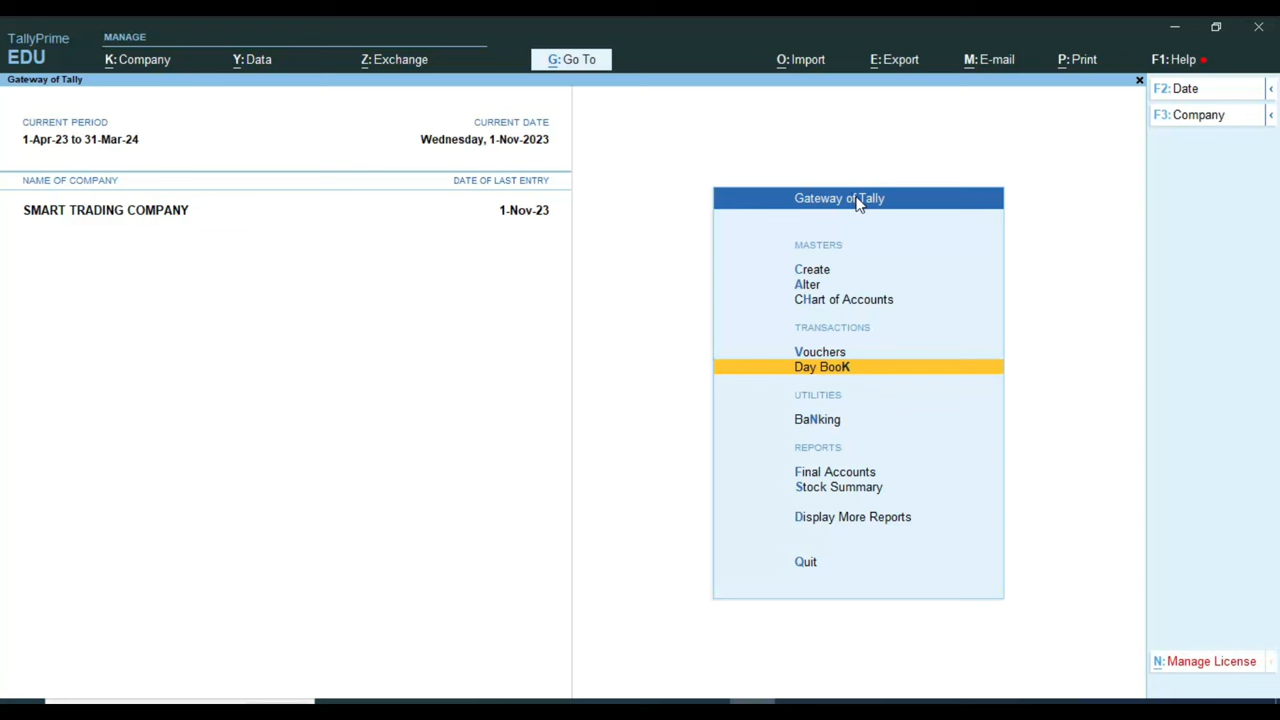 TallyPrime
EDU
MANAGE
K: Company
Y: Data
Z: Exchange
G: Go To
O: Import
E: Export
M: E-mail
P: Print
F1: Help
Gateway of Tally
F2: Date
F3: Company
CURRENT PERIOD
CURRENT DATE
1-Apr-23 to 31-Mar-24
Wednesday, 1-Nov-2023
NAME OF COMPANY
DATE OF LAST ENTRY
SMART TRADING COMPANY
1-Nov-23
Gateway of Tally
MASTERS
Create
Alter
CHart of Accounts
TRANSACTIONS
Vouchers
Day BooK
UTILITIES
BaNking
REPORTS
Final Accounts
Stock Summary
Display More Reports
Quit
N: Manage License